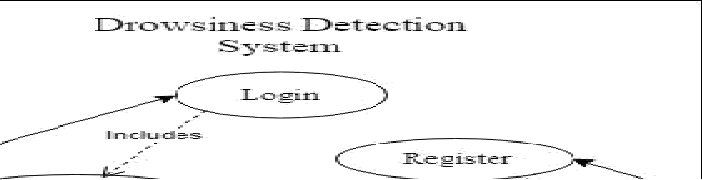 Drowsiness Detection
System
Login
Includes
Register